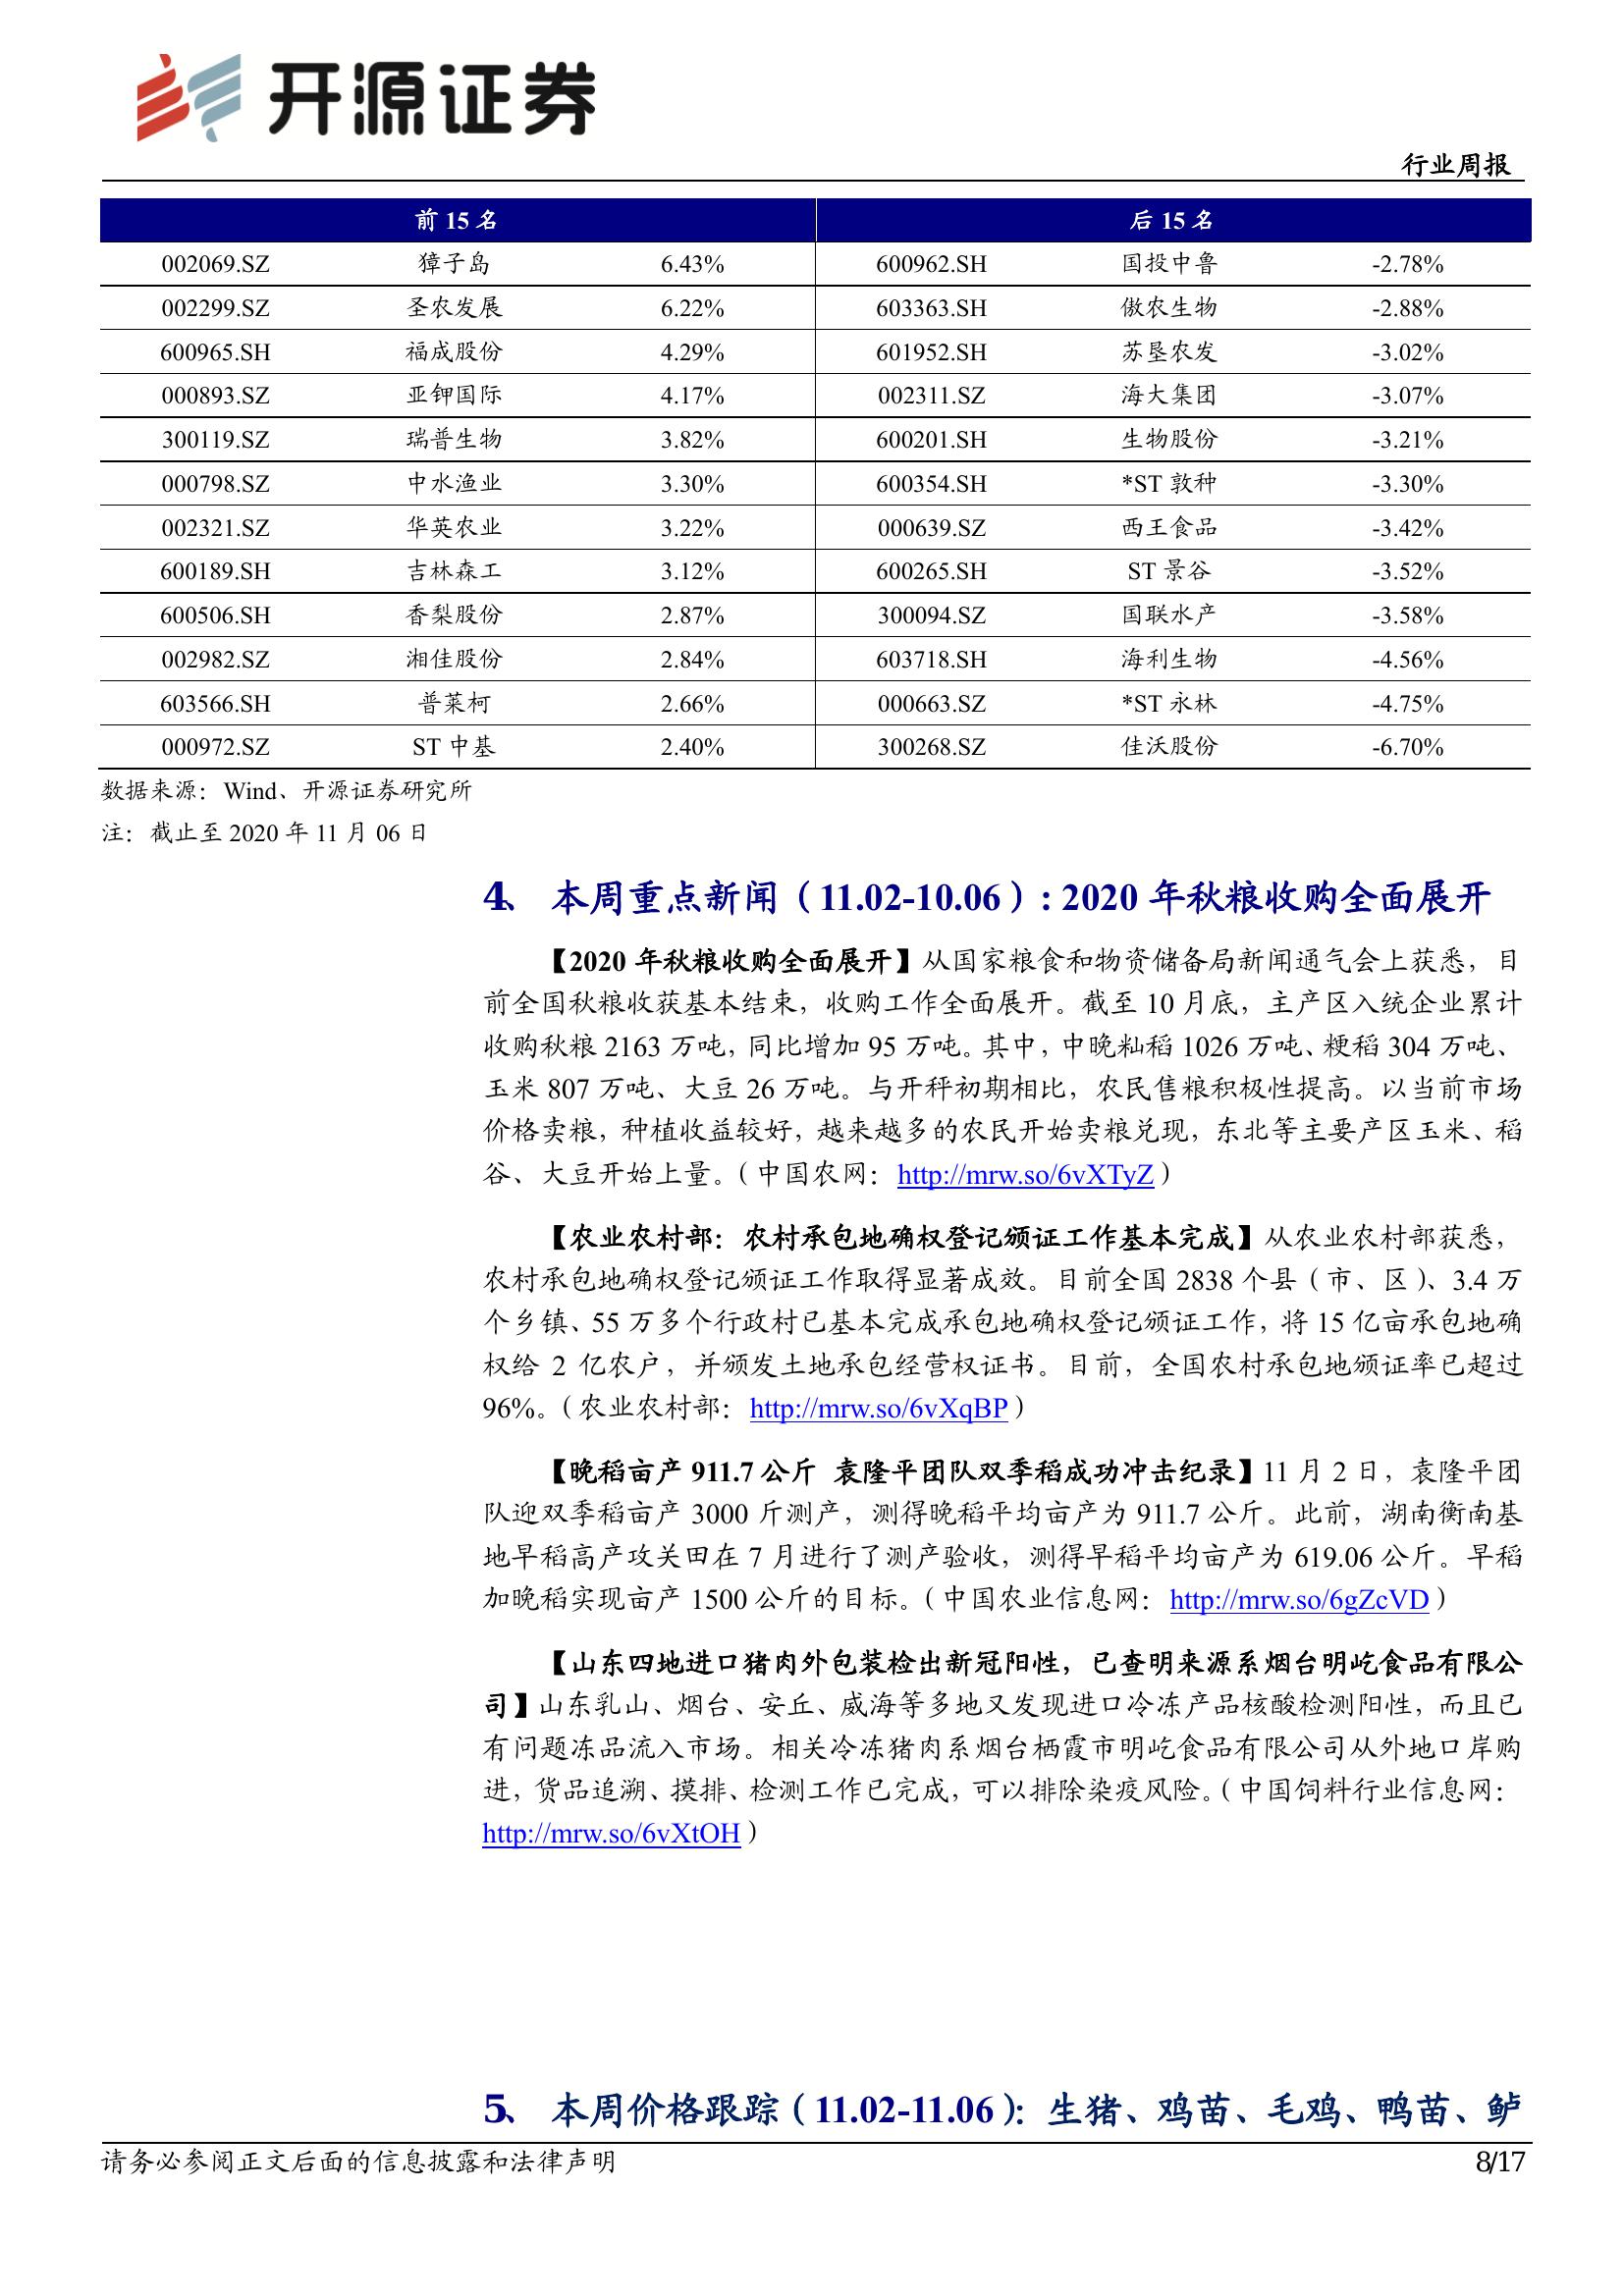 开源证券
行业周报
前 15 名 后 15 名
002069.SZ 獐子岛 6.43% 600962.SH 国投中鲁 -2.78%
002299.SZ 圣农发展 6.22% 603363.SH 傲农生物 -2.88%
600965.SH 福成股份 4.29% 601952.SH 苏垦农发 -3.02%
000893.SZ 亚钾国际 4.17% 002311.SZ 海大集团 -3.07%
300119.SZ 瑞普生物 3.82% 600201.SH 生物股份 -3.21%
000798.SZ 中水渔业 3.30% 600354.SH *ST 敦种 -3.30%
002321.SZ 华英农业 3.22% 000639.SZ 西王食品 -3.42%
600189.SH 吉林森工 3.12% 600265.SH ST 景谷 -3.52%
600506.SH 香梨股份 2.87% 300094.SZ 国联水产 -3.58%
002982.SZ 湘佳股份 2.84% 603718.SH 海利生物 -4.56%
603566.SH 普莱柯 2.66% 000663.SZ *ST 永林 -4.75%
000972.SZ ST 中基 2.40% 300268.SZ 佳沃股份 -6.70%
数据来源：Wind、开源证券研究所
注：截止至 2020 年 11 月 06 日
4、 本周重点新闻（11.02-10.06）：2020 年秋粮收购全面展开
【2020 年秋粮收购全面展开】从国家粮食和物资储备局新闻通气会上获悉，目
前全国秋粮收获基本结束，收购工作全面展开。截至 10 月底，主产区入统企业累计
收购秋粮 2163 万吨，同比增加 95 万吨。其中，中晚籼稻 1026 万吨、粳稻 304 万吨、
玉米 807 万吨、大豆 26 万吨。与开秤初期相比，农民售粮积极性提高。以当前市场
价格卖粮，种植收益较好，越来越多的农民开始卖粮兑现，东北等主要产区玉米、稻
谷、大豆开始上量。（中国农网：http://mrw.so/6vXTyZ）
【农业农村部：农村承包地确权登记颁证工作基本完成】从农业农村部获悉，
农村承包地确权登记颁证工作取得显著成效。目前全国 2838 个县（市、区）、3.4 万
个乡镇、55 万多个行政村已基本完成承包地确权登记颁证工作，将 15 亿亩承包地确
权给 2 亿农户，并颁发土地承包经营权证书。目前，全国农村承包地颁证率已超过
96%。（农业农村部：http://mrw.so/6vXqBP）
【晚稻亩产 911.7 公斤 袁隆平团队双季稻成功冲击纪录】11 月 2 日，袁隆平团
队迎双季稻亩产 3000 斤测产，测得晚稻平均亩产为 911.7 公斤。此前，湖南衡南基
地早稻高产攻关田在 7 月进行了测产验收，测得早稻平均亩产为 619.06 公斤。早稻
加晚稻实现亩产 1500 公斤的目标。（中国农业信息网：http://mrw.so/6gZcVD）
【山东四地进口猪肉外包装检出新冠阳性，已查明来源系烟台明屹食品有限公
司】山东乳山、烟台、安丘、威海等多地又发现进口冷冻产品核酸检测阳性，而且已
有问题冻品流入市场。相关冷冻猪肉系烟台栖霞市明屹食品有限公司从外地口岸购
进，货品追溯、摸排、检测工作已完成，可以排除染疫风险。（中国饲料行业信息网：
http://mrw.so/6vXtOH）
5、 本周价格跟踪（11.02-11.06）：生猪、鸡苗、毛鸡、鸭苗、鲈
请务必参阅正文后面的信息披露和法律声明 8/17